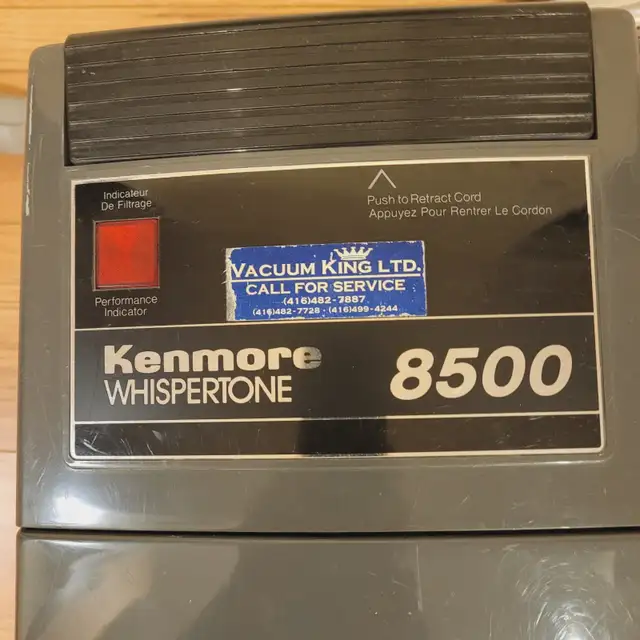 Indicateur
De Filtrage
Push to Retract Cord
Appuyez Pour Rentrer Le Cordon
VACUUM KING LTD.
CALL FOR SERVICE
(416)482-7887
(416)482-7728 · (416)499-4244
Performance
Indicator
Kenmore
WHISPERTONE
8500